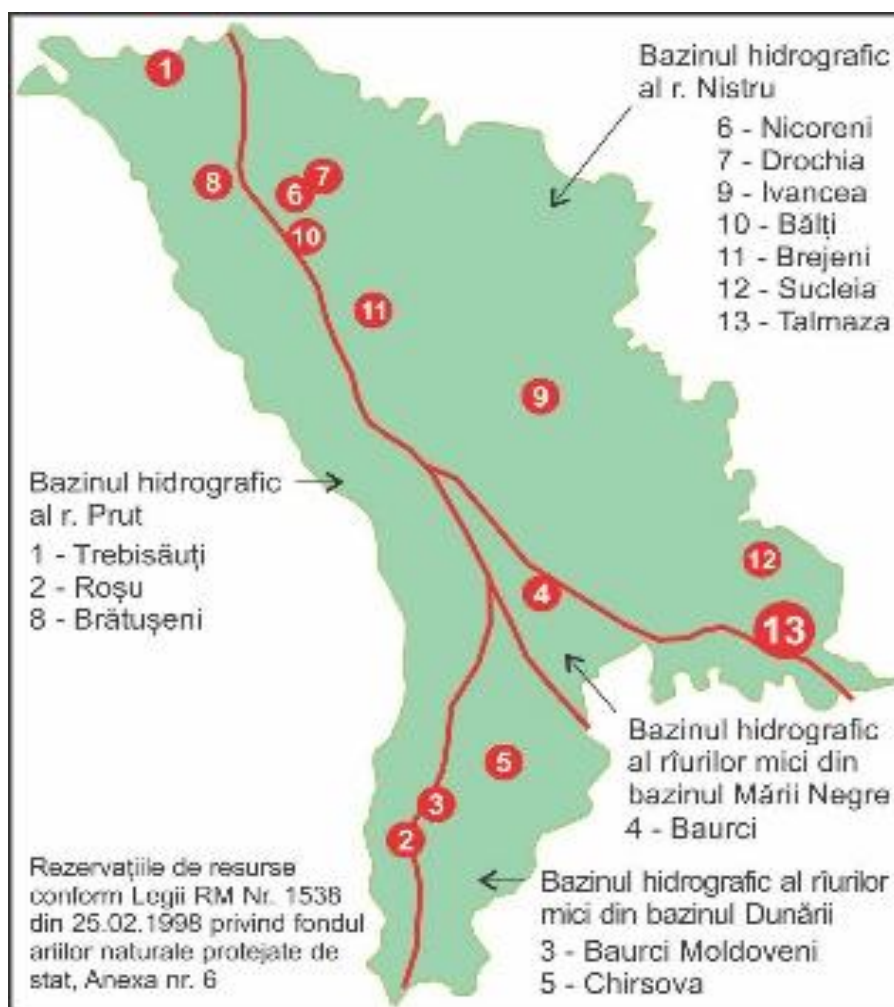 Bazinul hidrografic
al r. Nistru
6 - Nicoreni
7 - Drochia
9 - Ivancea
10 - Bălți
11 - Brejeni
12 - Sucleia
13 - Talmaza
1
8
7
6
10
11
9
12
4
13
5
3
2
Bazinul hidrografic
al r. Prut
1 - Trebisăuți
2 - Roșu
8 - Brătușeni
Bazinul hidrografic
al rîurilor mici din
bazinul Mării Negre
4 - Baurci
Rezervațiile de resurse
conform Legii RM Nr. 1538
din 25.02.1998 privind fondul
ariilor naturale protejate de
stat, Anexa nr. 6
Bazinul hidrografic al rîurilor
mici din bazinul Dunării
3 - Baurci Moldoveni
5 - Chirsova